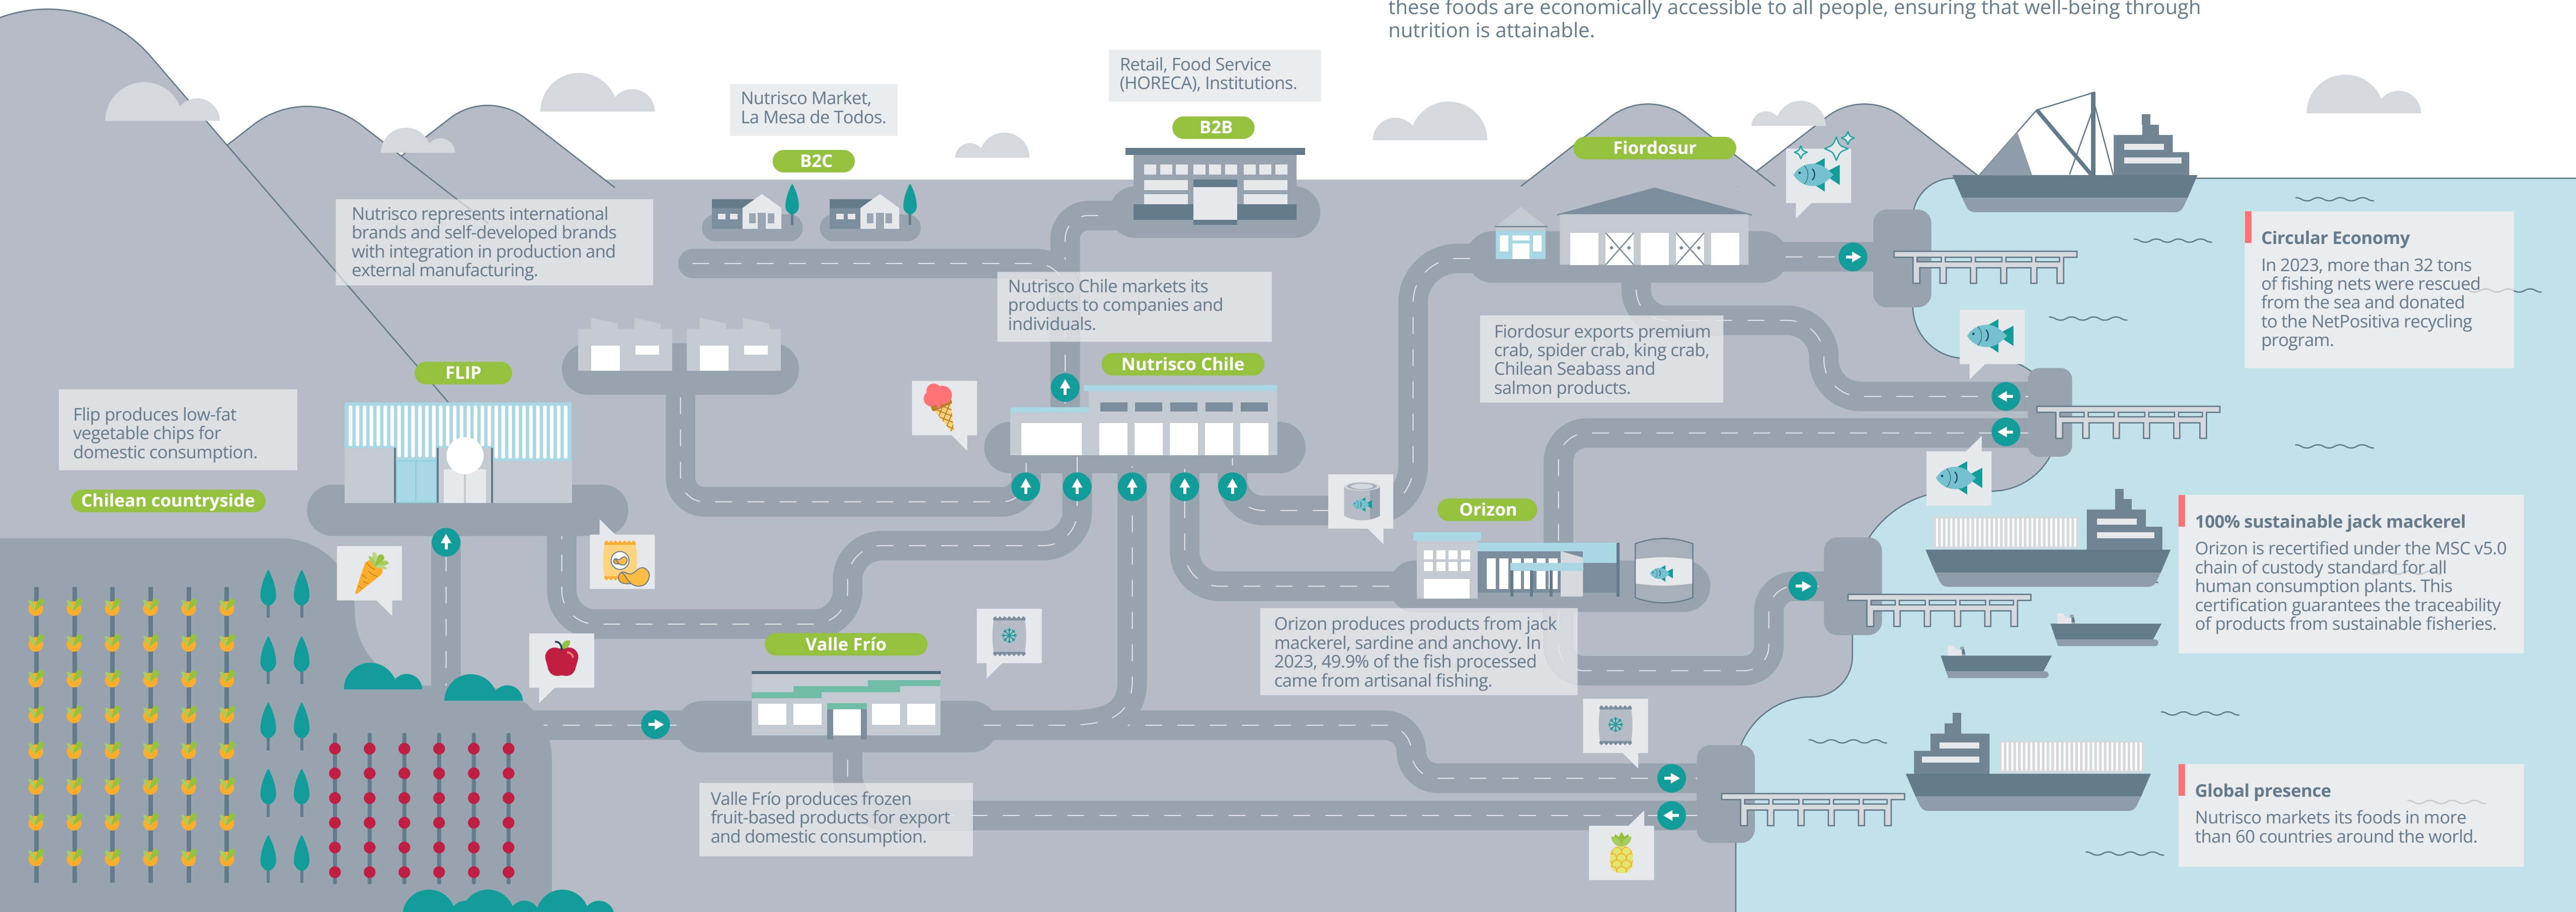 these foods are economically accessible to all people, ensuring that well-being through
nutrition is attainable.
Retail, Food Service
(HORECA), Institutions.
B2B
Nutrisco Market,
La Mesa de Todos.
B2C
Fiordosur
Nutrisco represents international
brands and self-developed brands
with integration in production and
external manufacturing.
Circular Economy
In 2023, more than 32 tons
of fishing nets were rescued
from the sea and donated
to the NetPositiva recycling
program.
Nutrisco Chile markets its
products to companies and
individuals.
Fiordosur exports premium
crab, spider crab, king crab,
Chilean Seabass and
salmon products.
Nutrisco Chile
FLIP
Flip produces low-fat
vegetable chips for
domestic consumption.
Chilean countryside
Orizon
100% sustainable jack mackerel
Orizon is recertified under the MSC v5.0
chain of custody standard for all
human consumption plants. This
certification guarantees the traceability
of products from sustainable fisheries.
Orizon produces products from jack
mackerel, sardine and anchovy. In
2023, 49.9% of the fish processed
came from artisanal fishing.
Valle Frío
Valle Frío produces frozen
fruit-based products for export
and domestic consumption.
Global presence
Nutrisco markets its foods in more
than 60 countries around the world.